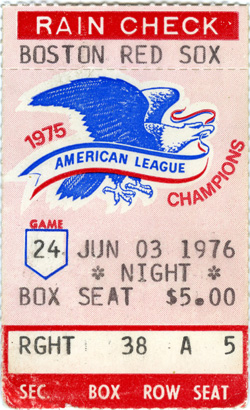 RAIN CHECK
BOSTON RED SOX
1975
AMERICAN LEAGUE
CHAMPIONS
GAME
24 JUN 03 1976
* NIGHT *
BOX SEAT $5.00
RGHT 38 A 5
SEC. BOX ROW SEAT